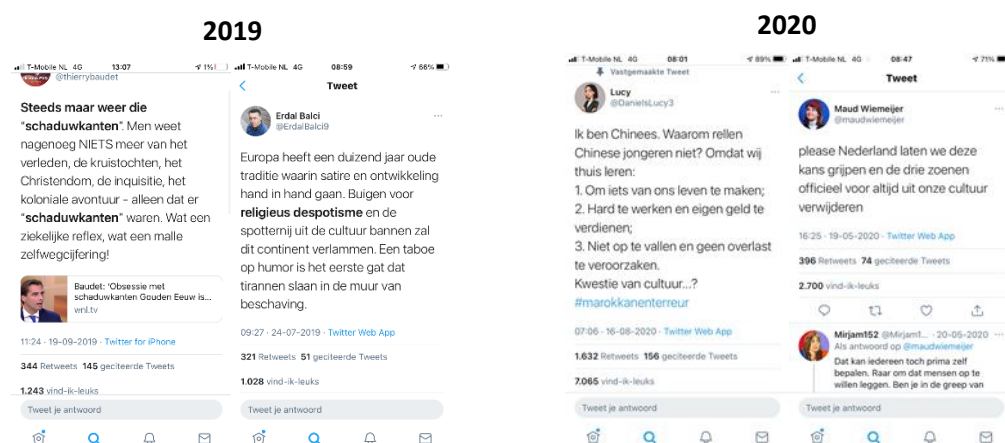 2019
2020
T-Mobile NL 4G 13:07 1%
@thierrybaudet
Steeds maar weer die
"schaduwkanten". Men weet
nagenoeg NIETS meer van het
verleden, de kruistochten, het
Christendom, de inquisitie, het
koloniale avontuur - alleen dat er
"schaduwkanten" waren. Wat een
ziekelijke reflex, wat een malle
zelfwegcijfering!
Baudet: 'Obsessie met
schaduwkanten Gouden Eeuw is...
wnl.tv
11:24 · 19-09-2019 · Twitter for iPhone
344 Retweets 145 geciteerde Tweets
1.243 vind-ik-leuks
Tweet je antwoord
T-Mobile NL 4G 08:59 66%
Tweet
Erdal Balci
@ErdalBalci9
Europa heeft een duizend jaar oude
traditie waarin satire en ontwikkeling
hand in hand gaan. Buigen voor
religieus despotisme en de
spotternij uit de cultuur bannen zal
dit continent verlammen. Een taboe
op humor is het eerste gat dat
tirannen slaan in de muur van
beschaving.
09:27 · 24-07-2019 · Twitter Web App
321 Retweets 51 geciteerde Tweets
1.028 vind-ik-leuks
Tweet je antwoord
T-Mobile NL 4G 08:01 89%
Vastgemaakte Tweet
Lucy
@DanielsLucy3
Ik ben Chinees. Waarom rellen
Chinese jongeren niet? Omdat wij
thuis leren:
1. Om iets van ons leven te maken;
2. Hard te werken en eigen geld te
verdienen;
3. Niet op te vallen en geen overlast
te veroorzaken.
Kwestie van cultuur...?
#marokkanenterreur
07:06 · 16-08-2020 · Twitter Web App
1.632 Retweets 156 geciteerde Tweets
7.065 vind-ik-leuks
Tweet je antwoord
T-Mobile NL 4G 08:47 71%
Tweet
Maud Wiemeijer
@maudwiemeijer
please Nederland laten we deze
kans grijpen en de drie zoenen
officieel voor altijd uit onze cultuur
verwijderen
16:25 · 19-05-2020 · Twitter Web App
396 Retweets 74 geciteerde Tweets
2.700 vind-ik-leuks
Mirjam152 @Mirjam1... · 20-05-2020
Als antwoord op @maudwiemeijer
Dat kan iedereen toch prima zelf
bepalen. Raar om dat mensen op te
willen leggen. Ben je in de greep van
Tweet je antwoord